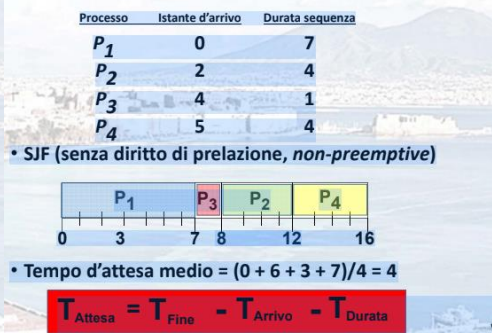 Processo Istante d'arrivo Durata sequenza
P1 0 7
P2 2 4
P3 4 1
P4 5 4
• SJF (senza diritto di prelazione, non-preemptive)
P1 P3 P2 P4
0 3 7 8 12 16
• Tempo d'attesa medio = (0 + 6 + 3 + 7)/4 = 4
TAttesa = TFine - TArrivo - TDurata